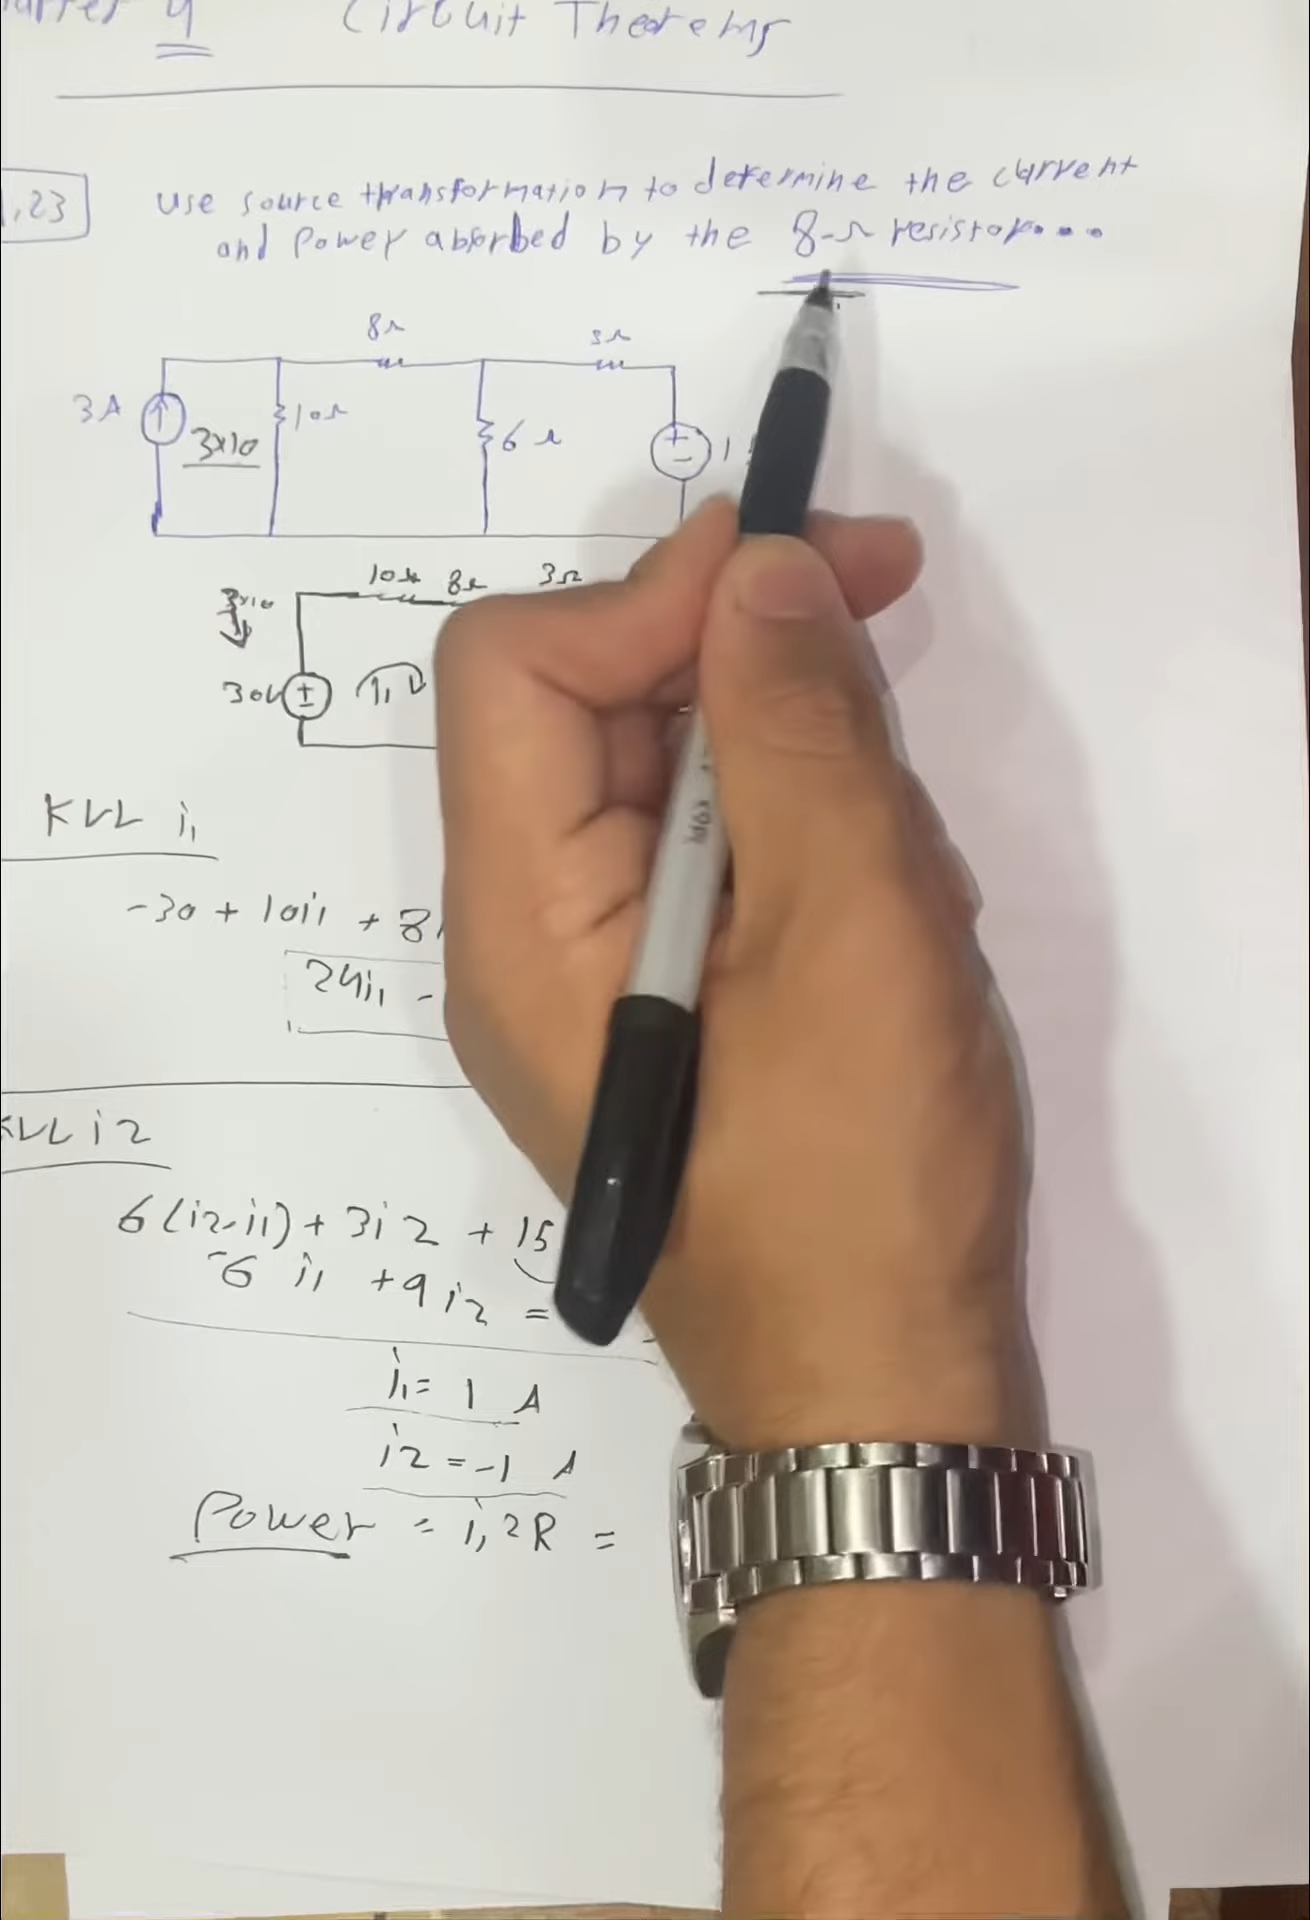 4 Circuit Theorems
.23 use source transformation to determine the current
and power absorbed by the 8-Ω resistor...
8Ω 3Ω
3A 3x10 10Ω 6Ω + - 1
10Ω 8Ω 3Ω
3x10
30V + - i1
KVL i1
-30 + 10i1 + 8
24i1 -
KVL i2
6(i2-i1) + 3i2 + 15
-6 i1 + 9i2 =
i1 = 1 A
i2 = -1 A
Power = i1²R =